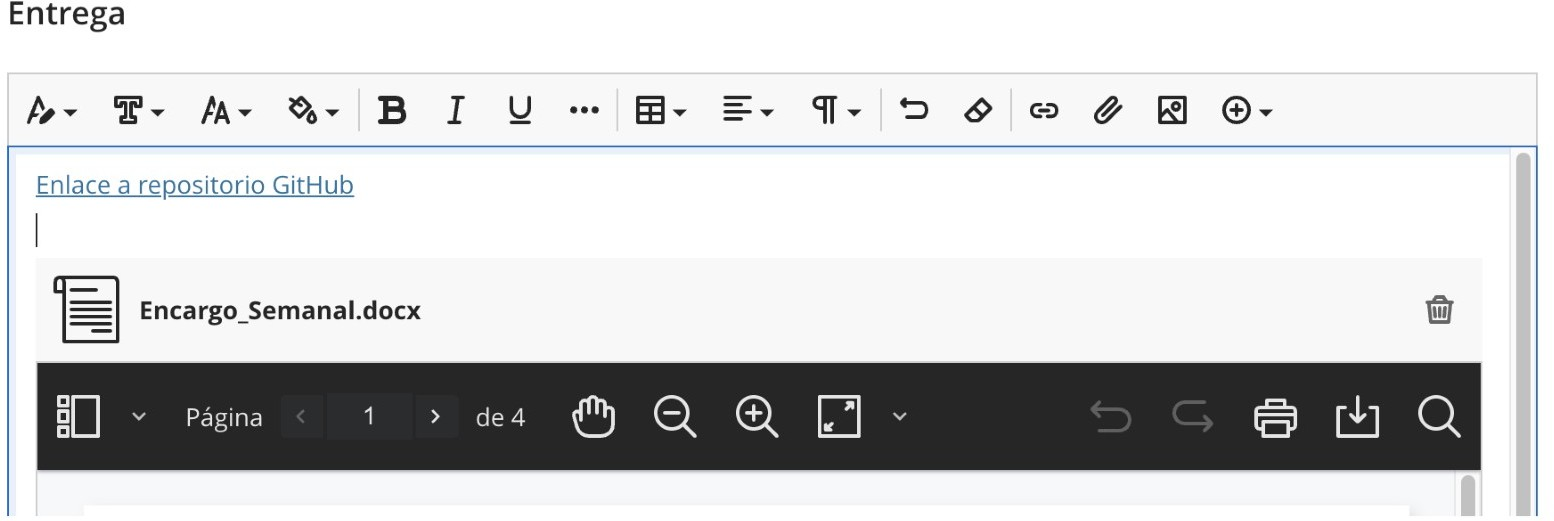 Entrega
Enlace a repositorio GitHub
Encargo_Semanal.docx
Página 1 de 4